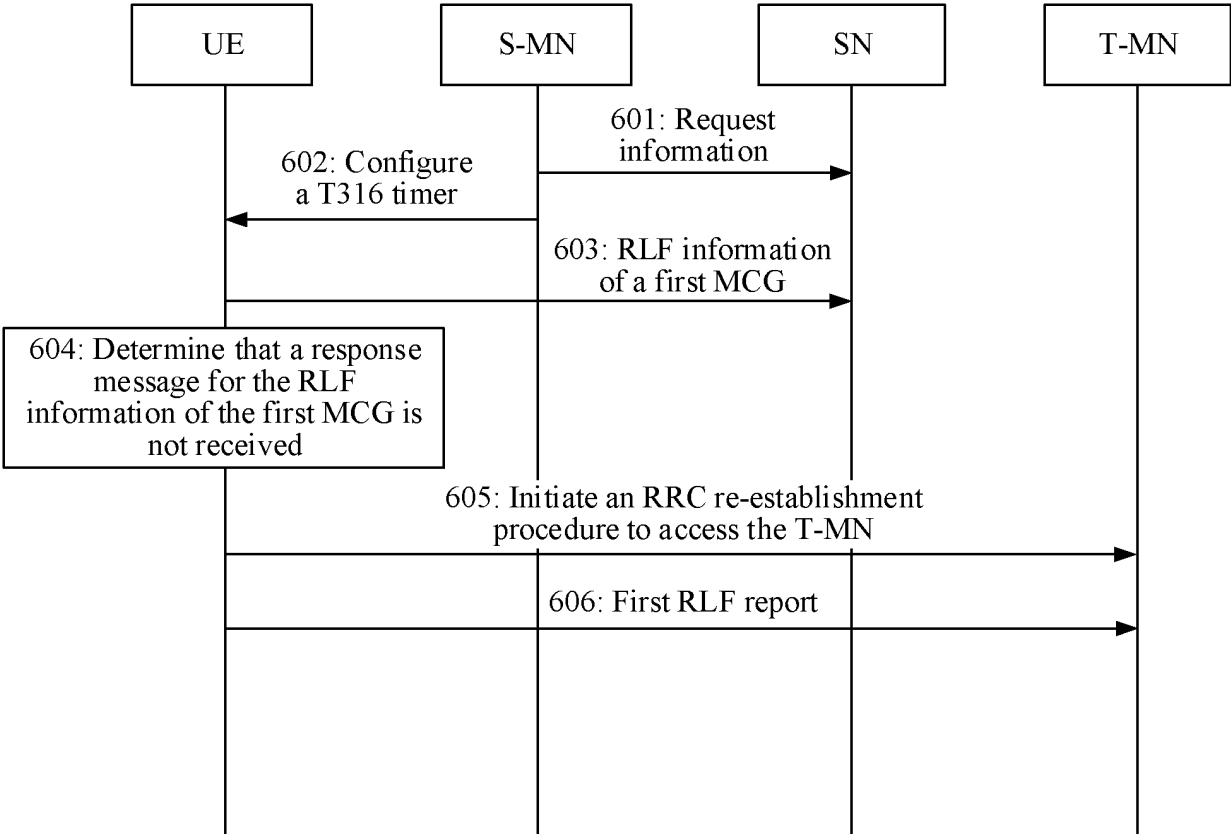 UE
S-MN
SN
T-MN
601: Request
information
602: Configure
a T316 timer
603: RLF information
of a first MCG
604: Determine that a response
message for the RLF
information of the first MCG is
not received
605: Initiate an RRC re-establishment
procedure to access the T-MN
606: First RLF report